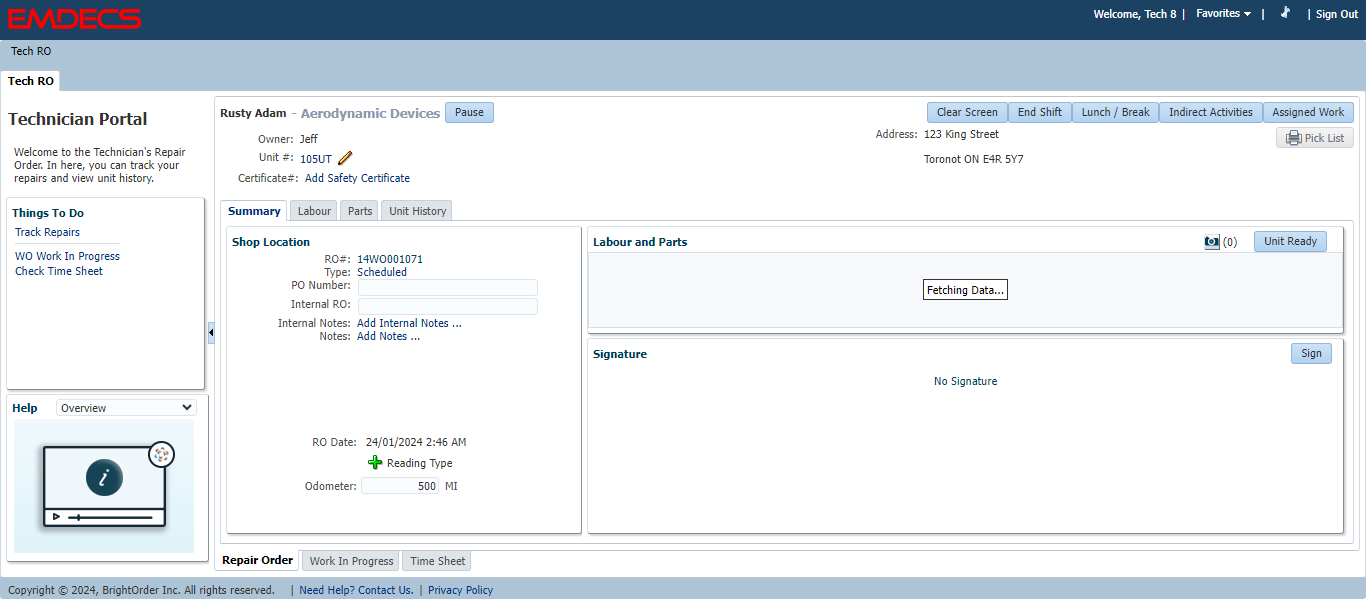 EMDECS
Welcome, Tech 8 | Favorites | | Sign Out
Tech RO
Tech RO
Technician Portal
Welcome to the Technician's Repair
Order. In here, you can track your
repairs and view unit history.
Things To Do
Track Repairs
WO Work In Progress
Check Time Sheet
Help Overview
i
Rusty Adam - Aerodynamic Devices Pause
Clear Screen End Shift Lunch / Break Indirect Activities Assigned Work
Owner: Jeff
Unit #: 105UT
Certificate#: Add Safety Certificate
Address: 123 King Street
Toronot ON E4R 5Y7
Pick List
Summary Labour Parts Unit History
Shop Location
RO#: 14WO001071
Type: Scheduled
PO Number:
Internal RO:
Internal Notes: Add Internal Notes ...
Notes: Add Notes ...
RO Date: 24/01/2024 2:46 AM
Reading Type
Odometer: 500 MI
Labour and Parts (0) Unit Ready
Fetching Data...
Signature Sign
No Signature
Repair Order Work In Progress Time Sheet
Copyright © 2024, BrightOrder Inc. All rights reserved. | Need Help? Contact Us. | Privacy Policy